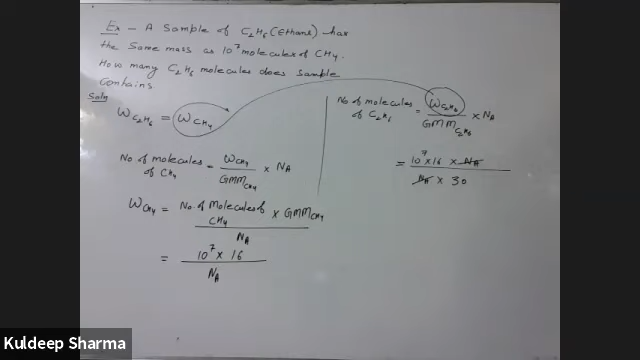 Ex - A Sample of C2H6 (Ethane) has
the Same mass as 10^7 molecules of CH4.
How many C2H6 molecules does sample
contains
Soln
W C2H6 = W CH4
No of molecules of CH4 = W CH4 / GMM CH4 × NA
W CH4 = No. of Molecules of CH4 × GMM CH4 / NA
= 10^7 × 16 / NA
No of molecules of C2H6 = W C2H6 / GMM C2H6 × NA
= 10^7 × 16 × NA / NA × 30
Kuldeep Sharma